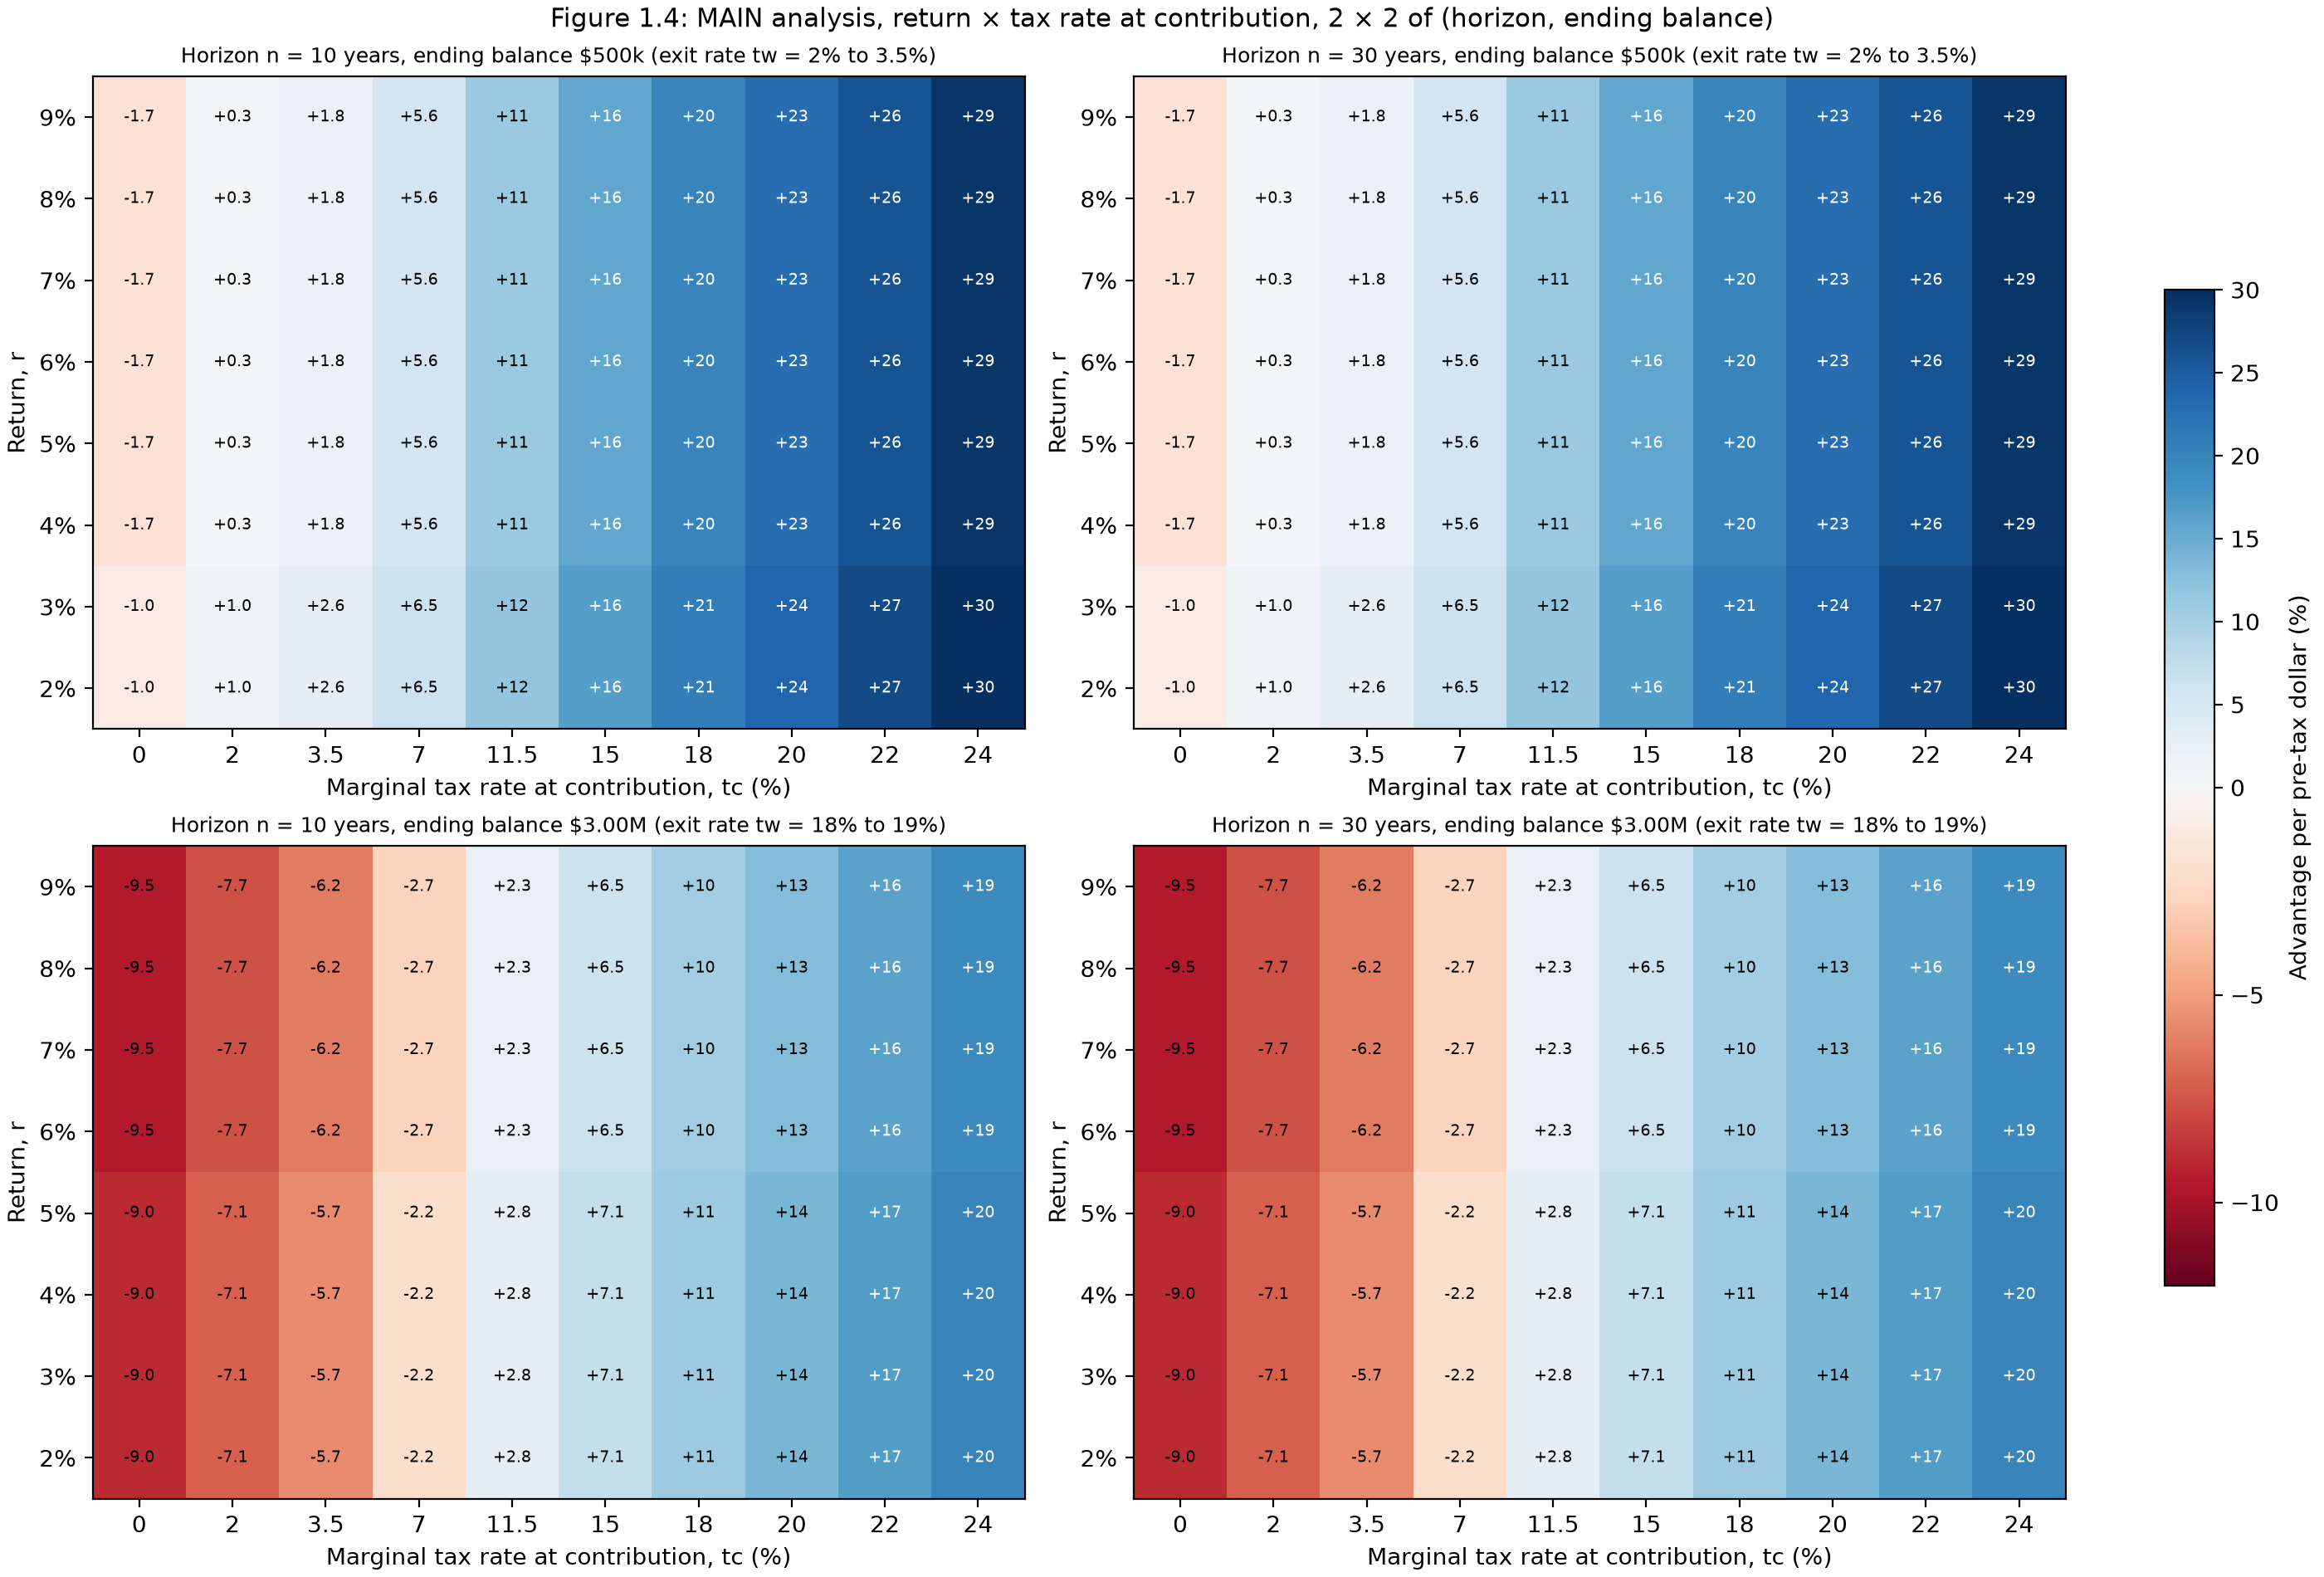 Figure 1.4: MAIN analysis, return × tax rate at contribution, 2 × 2 of (horizon, ending balance)
Horizon n = 10 years, ending balance $500k (exit rate tw = 2% to 3.5%)
Return, r
9% -1.7 +0.3 +1.8 +5.6 +11 +16 +20 +23 +26 +29
8% -1.7 +0.3 +1.8 +5.6 +11 +16 +20 +23 +26 +29
7% -1.7 +0.3 +1.8 +5.6 +11 +16 +20 +23 +26 +29
6% -1.7 +0.3 +1.8 +5.6 +11 +16 +20 +23 +26 +29
5% -1.7 +0.3 +1.8 +5.6 +11 +16 +20 +23 +26 +29
4% -1.7 +0.3 +1.8 +5.6 +11 +16 +20 +23 +26 +29
3% -1.0 +1.0 +2.6 +6.5 +12 +16 +21 +24 +27 +30
2% -1.0 +1.0 +2.6 +6.5 +12 +16 +21 +24 +27 +30
0 2 3.5 7 11.5 15 18 20 22 24
Marginal tax rate at contribution, tc (%)
Horizon n = 30 years, ending balance $500k (exit rate tw = 2% to 3.5%)
Return, r
9% -1.7 +0.3 +1.8 +5.6 +11 +16 +20 +23 +26 +29
8% -1.7 +0.3 +1.8 +5.6 +11 +16 +20 +23 +26 +29
7% -1.7 +0.3 +1.8 +5.6 +11 +16 +20 +23 +26 +29
6% -1.7 +0.3 +1.8 +5.6 +11 +16 +20 +23 +26 +29
5% -1.7 +0.3 +1.8 +5.6 +11 +16 +20 +23 +26 +29
4% -1.7 +0.3 +1.8 +5.6 +11 +16 +20 +23 +26 +29
3% -1.0 +1.0 +2.6 +6.5 +12 +16 +21 +24 +27 +30
2% -1.0 +1.0 +2.6 +6.5 +12 +16 +21 +24 +27 +30
0 2 3.5 7 11.5 15 18 20 22 24
Marginal tax rate at contribution, tc (%)
Horizon n = 10 years, ending balance $3.00M (exit rate tw = 18% to 19%)
Return, r
9% -9.5 -7.7 -6.2 -2.7 +2.3 +6.5 +10 +13 +16 +19
8% -9.5 -7.7 -6.2 -2.7 +2.3 +6.5 +10 +13 +16 +19
7% -9.5 -7.7 -6.2 -2.7 +2.3 +6.5 +10 +13 +16 +19
6% -9.5 -7.7 -6.2 -2.7 +2.3 +6.5 +10 +13 +16 +19
5% -9.0 -7.1 -5.7 -2.2 +2.8 +7.1 +11 +14 +17 +20
4% -9.0 -7.1 -5.7 -2.2 +2.8 +7.1 +11 +14 +17 +20
3% -9.0 -7.1 -5.7 -2.2 +2.8 +7.1 +11 +14 +17 +20
2% -9.0 -7.1 -5.7 -2.2 +2.8 +7.1 +11 +14 +17 +20
0 2 3.5 7 11.5 15 18 20 22 24
Marginal tax rate at contribution, tc (%)
Horizon n = 30 years, ending balance $3.00M (exit rate tw = 18% to 19%)
Return, r
9% -9.5 -7.7 -6.2 -2.7 +2.3 +6.5 +10 +13 +16 +19
8% -9.5 -7.7 -6.2 -2.7 +2.3 +6.5 +10 +13 +16 +19
7% -9.5 -7.7 -6.2 -2.7 +2.3 +6.5 +10 +13 +16 +19
6% -9.5 -7.7 -6.2 -2.7 +2.3 +6.5 +10 +13 +16 +19
5% -9.0 -7.1 -5.7 -2.2 +2.8 +7.1 +11 +14 +17 +20
4% -9.0 -7.1 -5.7 -2.2 +2.8 +7.1 +11 +14 +17 +20
3% -9.0 -7.1 -5.7 -2.2 +2.8 +7.1 +11 +14 +17 +20
2% -9.0 -7.1 -5.7 -2.2 +2.8 +7.1 +11 +14 +17 +20
0 2 3.5 7 11.5 15 18 20 22 24
Marginal tax rate at contribution, tc (%)
30
25
20
15
10
5
0
−5
−10
Advantage per pre-tax dollar (%)